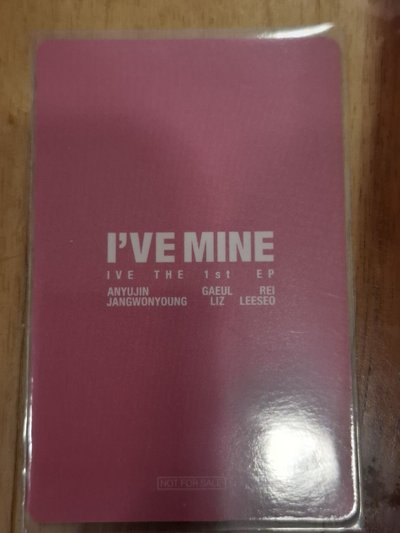 I'VE MINE
IVE THE 1st EP
ANYUJIN GAEUL REI
JANGWONYOUNG LIZ LEESEO
NOT FOR SALE